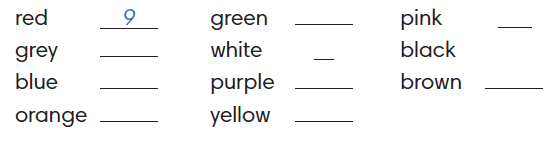 red 9 green pink
grey white black
blue purple brown
orange yellow